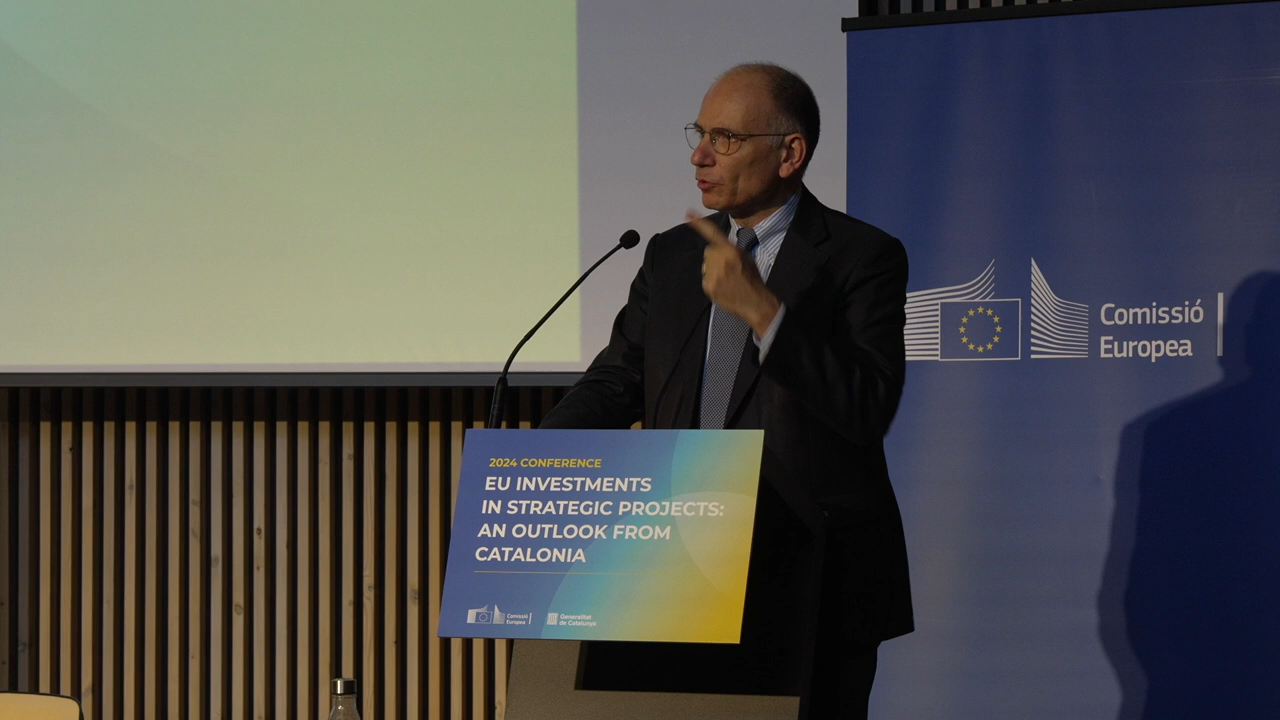 Comissió
Europea
2024 CONFERENCE
EU INVESTMENTS
IN STRATEGIC PROJECTS:
AN OUTLOOK FROM
CATALONIA
Comissió
Europea
Generalitat
de Catalunya